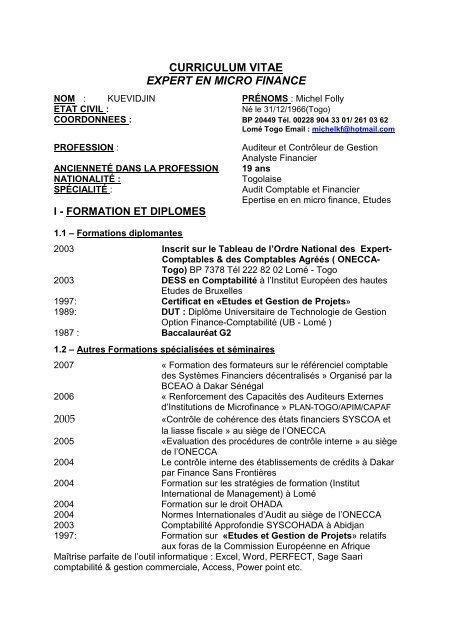 CURRICULUM VITAE
EXPERT EN MICRO FINANCE
NOM : KUEVIDJIN PRÉNOMS : Michel Folly
ETAT CIVIL : Né le 31/12/1966(Togo)
COORDONNEES : BP 20449 Tél. 00228 904 33 01/ 261 03 62
Lomé Togo Email : michelkf@hotmail.com
PROFESSION : Auditeur et Contrôleur de Gestion
Analyste Financier
ANCIENNETÉ DANS LA PROFESSION 19 ans
NATIONALITÉ : Togolaise
SPÉCIALITÉ : Audit Comptable et Financier
Epertise en en micro finance, Etudes
I - FORMATION ET DIPLOMES
1.1 – Formations diplomantes
2003 Inscrit sur le Tableau de l'Ordre National des Expert-
Comptables & des Comptables Agréés ( ONECCA-
Togo) BP 7378 Tél 222 82 02 Lomé - Togo
2003 DESS en Comptabilité à l'Institut Européen des hautes
Etudes de Bruxelles
1997: Certificat en «Etudes et Gestion de Projets»
1989: DUT : Diplôme Universitaire de Technologie de Gestion
Option Finance-Comptabilité (UB - Lomé )
1987 : Baccalauréat G2
1.2 – Autres Formations spécialisées et séminaires
2007 « Formation des formateurs sur le référenciel comptable
des Systèmes Financiers décentralisés » Organisé par la
BCEAO à Dakar Sénégal
2006 « Renforcement des Capacités des Auditeurs Externes
d'Institutions de Microfinance » PLAN-TOGO/APIM/CAPAF
2005 «Contrôle de cohérence des états financiers SYSCOA et
la liasse fiscale » au siège de l'ONECCA
2005 «Evaluation des procédures de contrôle interne » au siège
de l'ONECCA
2004 Le contrôle interne des établissements de crédits à Dakar
par Finance Sans Frontières
2004 Formation sur les stratégies de formation (Institut
International de Management) à Lomé
2004 Formation sur le droit OHADA
2004 Normes Internationales d'Audit au siège de l'ONECCA
2003 Comptabilité Approfondie SYSCOHADA à Abidjan
1997: Formation sur «Etudes et Gestion de Projets» relatifs
aux foras de la Commission Européenne en Afrique
Maîtrise parfaite de l'outil informatique : Excel, Word, PERFECT, Sage Saari
comptabilité & gestion commerciale, Access, Power point etc.